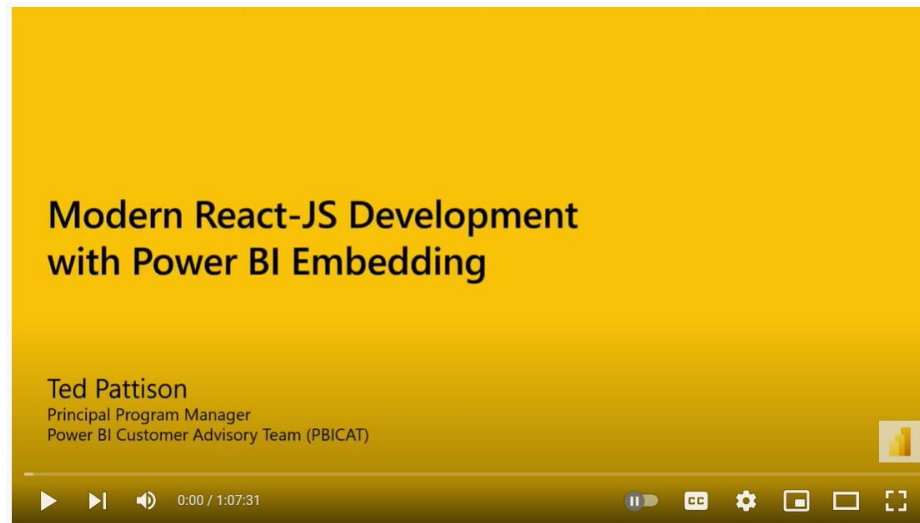 Modern React-JS Development
with Power BI Embedding
Ted Pattison
Principal Program Manager
Power BI Customer Advisory Team (PBICAT)
0:00 / 1:07:31
CC